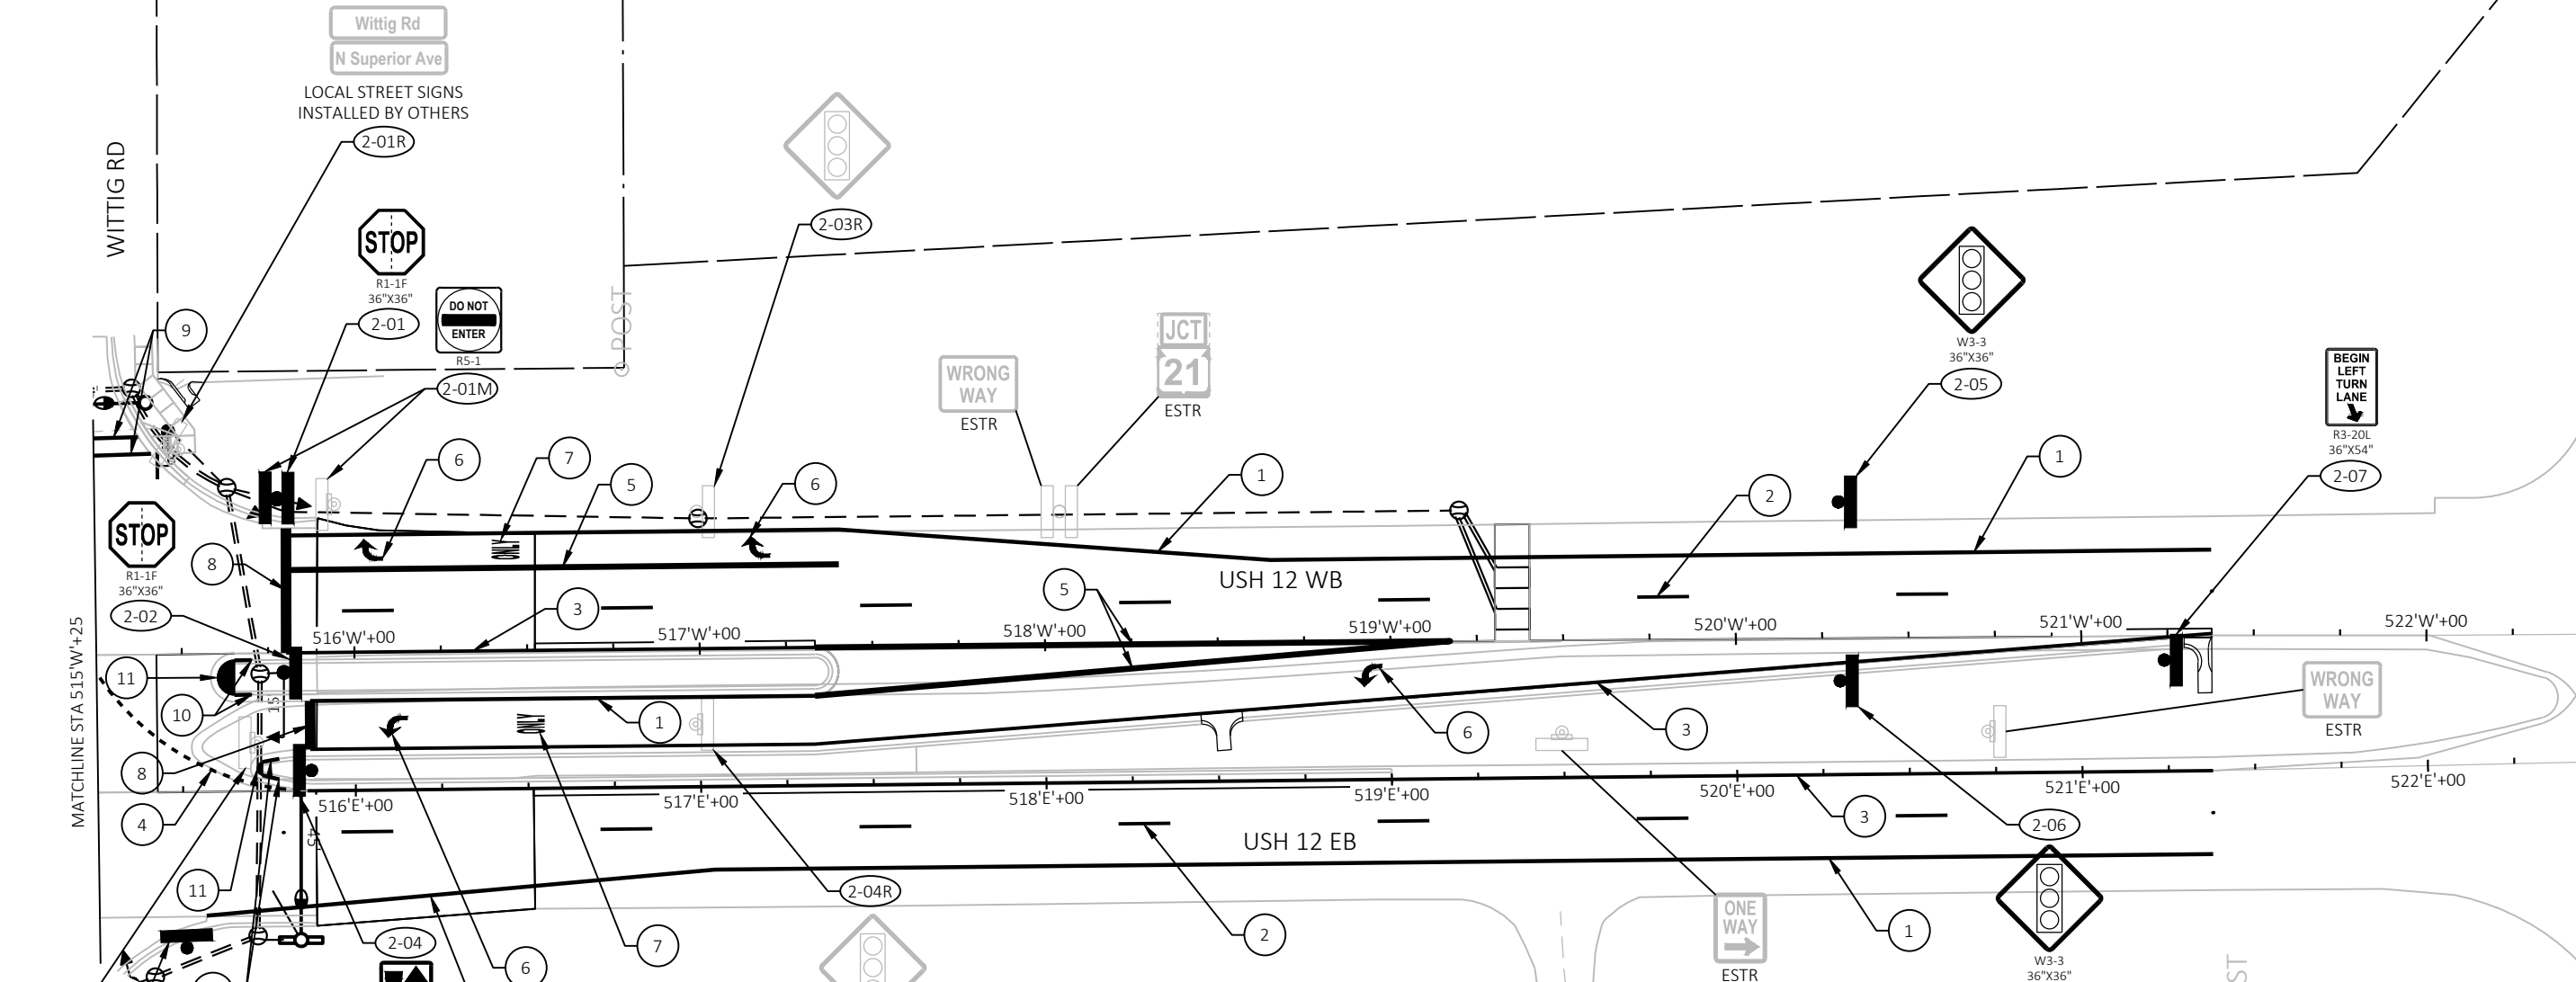 Wittig Rd
N Superior Ave
LOCAL STREET SIGNS
INSTALLED BY OTHERS
2-01R
WITTIG RD
STOP
R1-1F
36"X36"
2-01
DO NOT
ENTER
R5-1
2-01M
9
POST
2-03R
WRONG
WAY
ESTR
JCT
21
ESTR
W3-3
36"X36"
2-05
BEGIN
LEFT
TURN
LANE
R3-20L
36"X54"
2-07
6
7
5
6
1
2
1
STOP
R1-1F
36"X36"
2-02
8
3
5
USH 12 WB
516'W'+00
517'W'+00
518'W'+00
519'W'+00
520'W'+00
521'W'+00
522'W'+00
MATCHLINE STA 515'W'+25
11
10
15
1
6
3
WRONG
WAY
ESTR
8
4
516'E'+00
517'E'+00
518'E'+00
519'E'+00
520'E'+00
521'E'+00
522'E'+00
3
2-06
45'
USH 12 EB
11
2-04R
2-04
6
7
2
ONE
WAY
ESTR
1
W3-3
36"X36"
ST